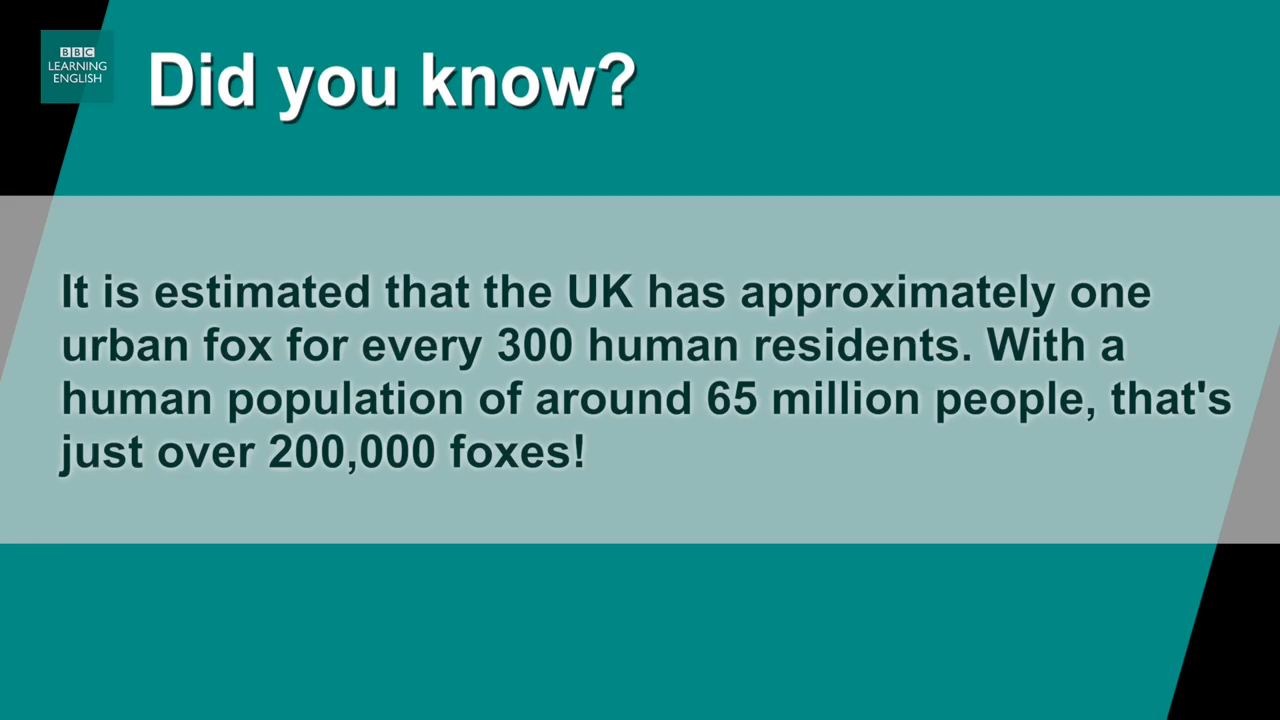 BBC
LEARNING
ENGLISH
Did you know?
It is estimated that the UK has approximately one
urban fox for every 300 human residents. With a
human population of around 65 million people, that's
just over 200,000 foxes!